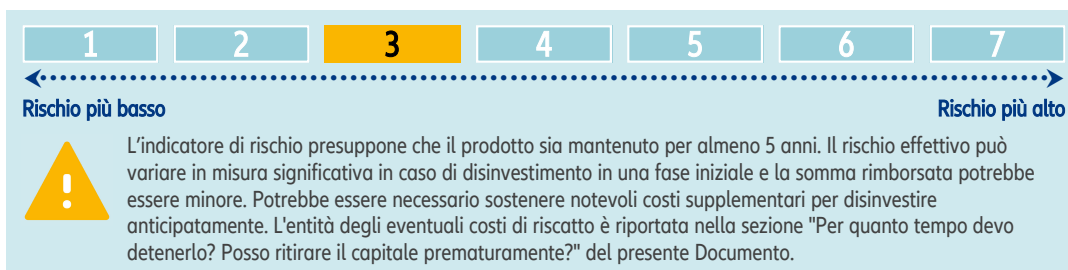 1 2 3 4 5 6 7
Rischio più basso Rischio più alto
L'indicatore di rischio presuppone che il prodotto sia mantenuto per almeno 5 anni. Il rischio effettivo può
variare in misura significativa in caso di disinvestimento in una fase iniziale e la somma rimborsata potrebbe
essere minore. Potrebbe essere necessario sostenere notevoli costi supplementari per disinvestire
anticipatamente. L'entità degli eventuali costi di riscatto è riportata nella sezione "Per quanto tempo devo
detenerlo? Posso ritirare il capitale prematuramente?" del presente Documento.